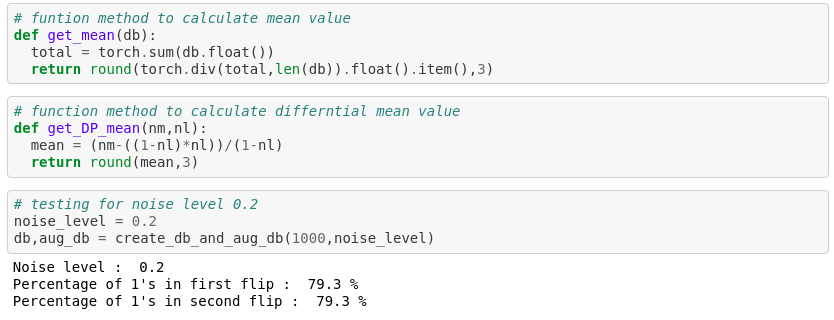 # funtion method to calculate mean value
def get_mean(db):
  total = torch.sum(db.float())
  return round(torch.div(total,len(db)).float().item(),3)
# function method to calculate differntial mean value
def get_DP_mean(nm,nl):
  mean = (nm-((1-nl)*nl))/(1-nl)
  return round(mean,3)
# testing for noise level 0.2
noise_level = 0.2
db,aug_db = create_db_and_aug_db(1000,noise_level)
Noise level :  0.2
Percentage of 1's in first flip :  79.3 %
Percentage of 1's in second flip :  79.3 %